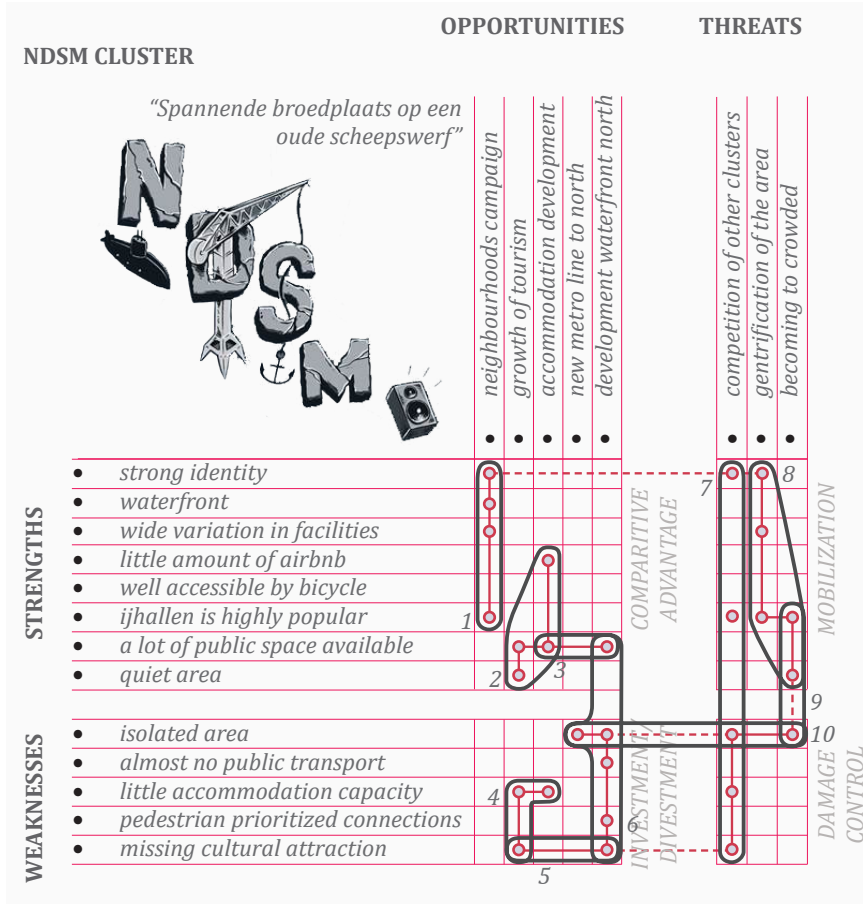 OPPORTUNITIES
THREATS
NDSM CLUSTER
“Spannende broedplaats op een
oude scheepswerf”
N
D
S
M
neighbourhoods campaign
growth of tourism
accommodation development
new metro line to north
development waterfront north
competition of other clusters
gentrification of the area
becoming to crowded
STRENGTHS
• strong identity
• waterfront
• wide variation in facilities
• little amount of airbnb
• well accessible by bicycle
• ijhallen is highly popular
• a lot of public space available
• quiet area
1
2
3
COMPARITIVE
ADVANTAGE
7
8
MOBILIZATION
9
WEAKNESSES
• isolated area
• almost no public transport
• little accommodation capacity
• pedestrian prioritized connections
• missing cultural attraction
4
5
6
INVESTMENT/
DIVESTMENT
10
DAMAGE
CONTROL